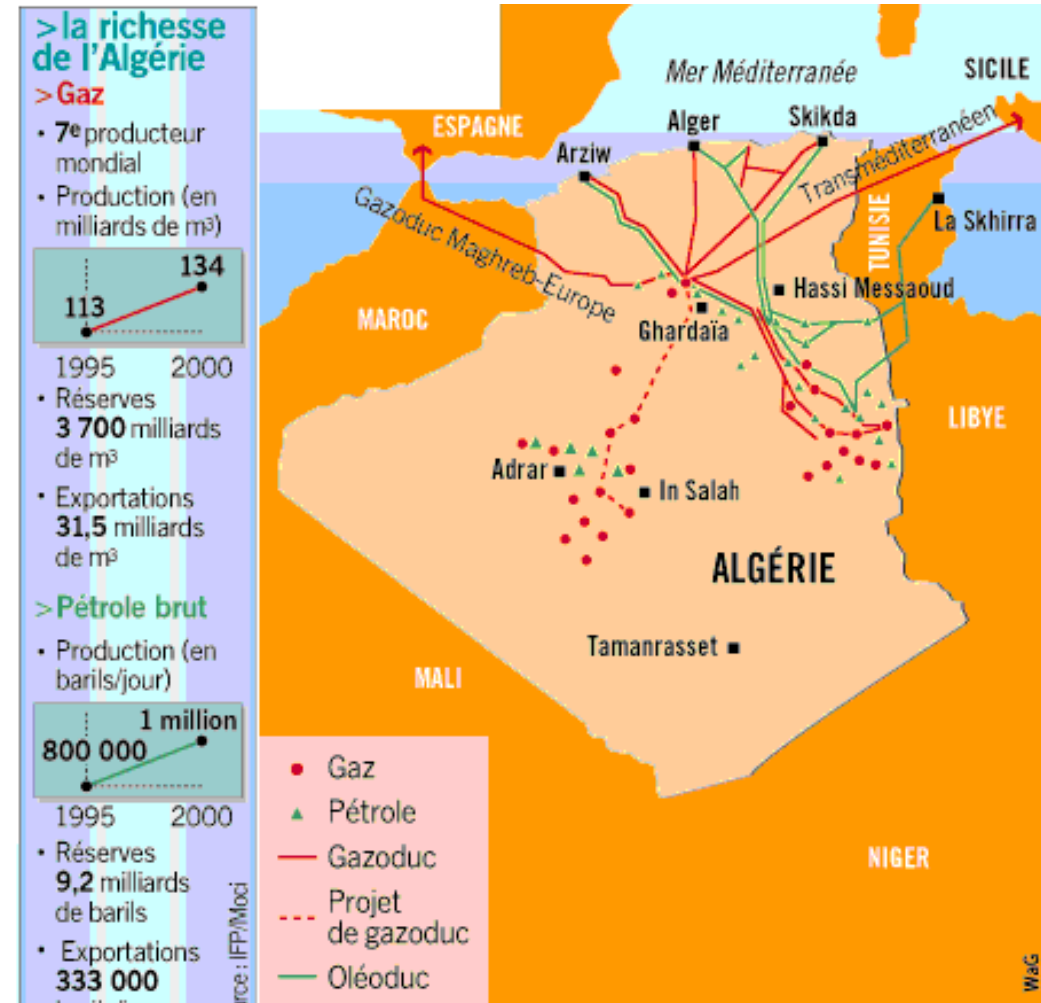 >la richesse
de l'Algérie
>Gaz
• 7e producteur
mondial
• Production (en
milliards de m³)
134
113
1995 2000
• Réserves
3 700 milliards
de m³
• Exportations
31,5 milliards
de m³
>Pétrole brut
• Production (en
barils/jour)
1 million
800 000
1995 2000
• Réserves
9,2 milliards
de barils
• Exportations
333 000
: IFP/Moci
Mer Méditerranée
SICILE
ESPAGNE
Alger
Skikda
Arziw
Transméditerranéen
Gazoduc Maghreb-Europe
TUNISIE
La Skhirra
Hassi Messaoud
MAROC
Ghardaïa
LIBYE
Adrar
In Salah
ALGÉRIE
Tamanrasset
MALI
NIGER
Gaz
Pétrole
Gazoduc
Projet
de gazoduc
Oléoduc
WaG